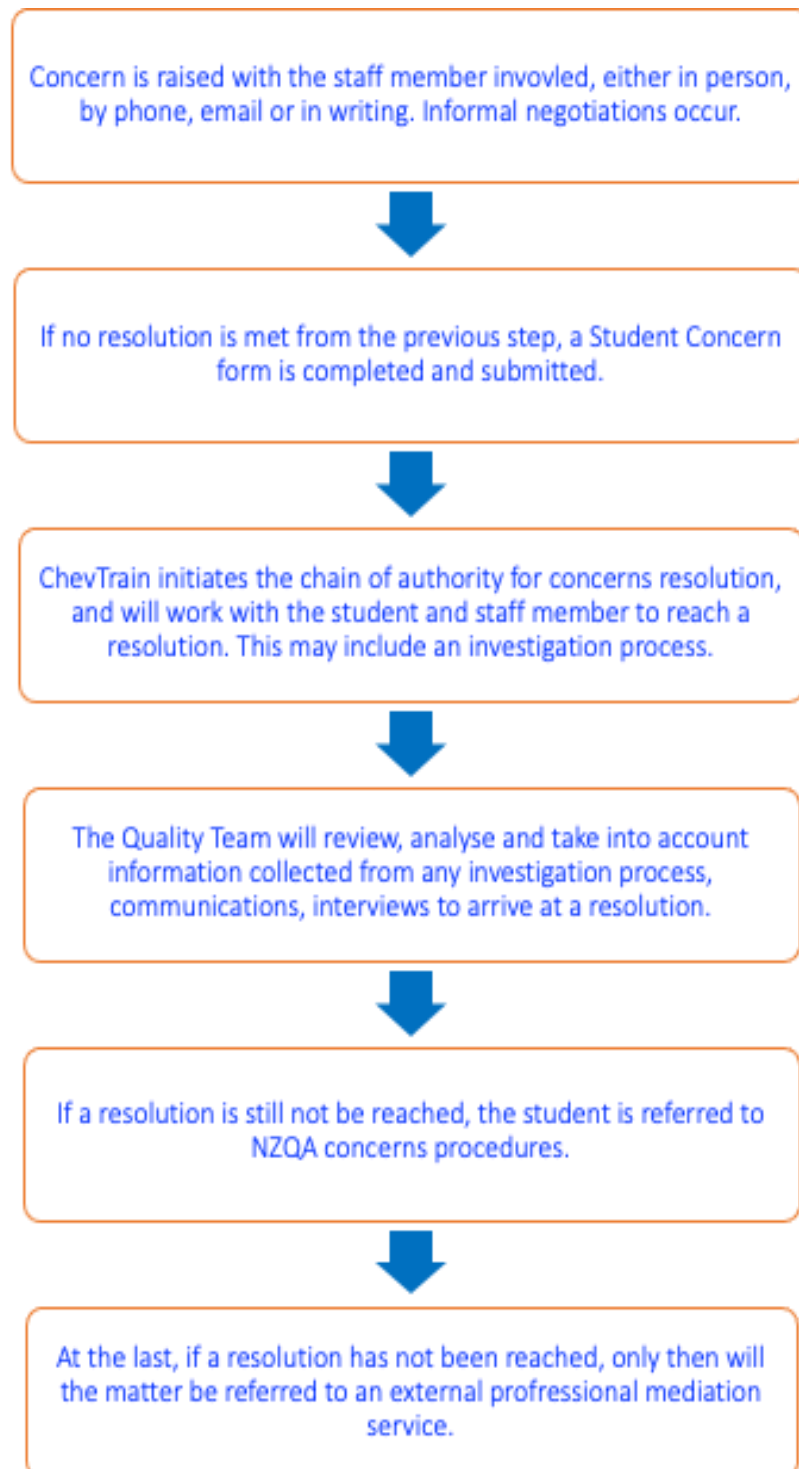 Concern is raised with the staff member invovled, either in person,
by phone, email or in writing. Informal negotiations occur.
If no resolution is met from the previous step, a Student Concern
form is completed and submitted.
ChevTrain initiates the chain of authority for concerns resolution,
and will work with the student and staff member to reach a
resolution. This may include an investigation process.
The Quality Team will review, analyse and take into account
information collected from any investigation process,
communications, interviews to arrive at a resolution.
If a resolution is still not be reached, the student is referred to
NZQA concerns procedures.
At the last, if a resolution has not been reached, only then will
the matter be referred to an external profressional mediation
service.